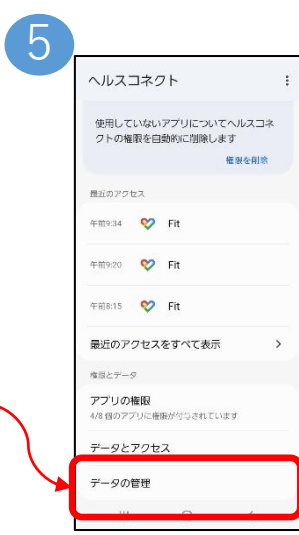 5
ヘルスコネクト
使用していないアプリについてヘルスコネ
クトの権限を自動的に削除します
権限を削除
最近のアクセス
午前9:34 Fit
午前9:20 Fit
午前8:15 Fit
最近のアクセスをすべて表示
権限とデータ
アプリの権限
4/8 個のアプリに権限が付与されています
データとアクセス
データの管理